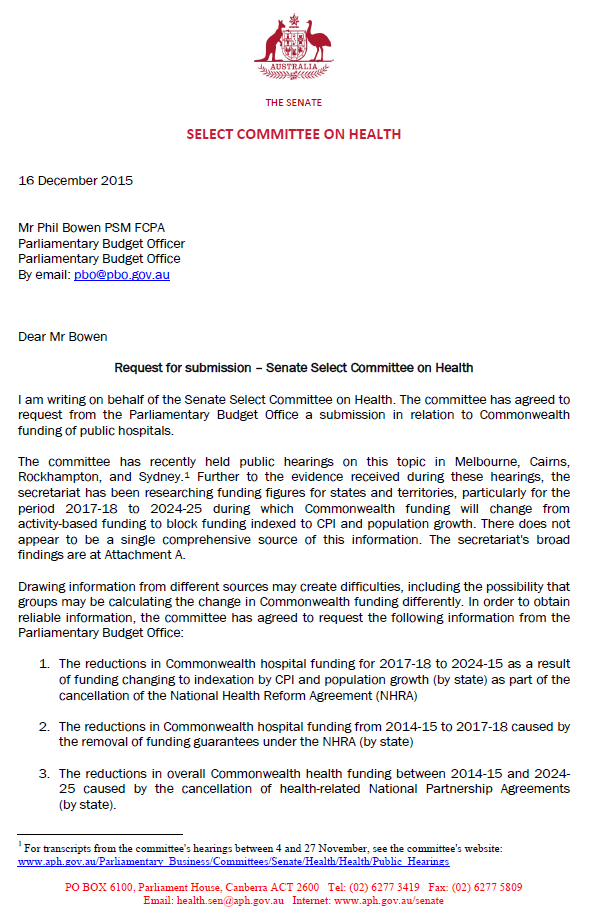 AUSTRALIA
THE SENATE
SELECT COMMITTEE ON HEALTH
16 December 2015
Mr Phil Bowen PSM FCPA
Parliamentary Budget Officer
Parliamentary Budget Office
By email: pbo@pbo.gov.au
Dear Mr Bowen
Request for submission – Senate Select Committee on Health
I am writing on behalf of the Senate Select Committee on Health. The committee has agreed to
request from the Parliamentary Budget Office a submission in relation to Commonwealth
funding of public hospitals.
The committee has recently held public hearings on this topic in Melbourne, Cairns,
Rockhampton, and Sydney.¹ Further to the evidence received during these hearings, the
secretariat has been researching funding figures for states and territories, particularly for the
period 2017-18 to 2024-25 during which Commonwealth funding will change from
activity-based funding to block funding indexed to CPI and population growth. There does not
appear to be a single comprehensive source of this information. The secretariat's broad
findings are at Attachment A.
Drawing information from different sources may create difficulties, including the possibility that
groups may be calculating the change in Commonwealth funding differently. In order to obtain
reliable information, the committee has agreed to request the following information from the
Parliamentary Budget Office:
1. The reductions in Commonwealth hospital funding for 2017-18 to 2024-15 as a result
of funding changing to indexation by CPI and population growth (by state) as part of the
cancellation of the National Health Reform Agreement (NHRA)
2. The reductions in Commonwealth hospital funding from 2014-15 to 2017-18 caused by
the removal of funding guarantees under the NHRA (by state)
3. The reductions in overall Commonwealth health funding between 2014-15 and 2024-
25 caused by the cancellation of health-related National Partnership Agreements
(by state).
¹ For transcripts from the committee's hearings between 4 and 27 November, see the committee's website:
www.aph.gov.au/Parliamentary_Business/Committees/Senate/Health/Health/Public_Hearings
PO BOX 6100, Parliament House, Canberra ACT 2600 Tel: (02) 6277 3419 Fax: (02) 6277 5809
Email: health.sen@aph.gov.au Internet: www.aph.gov.au/senate